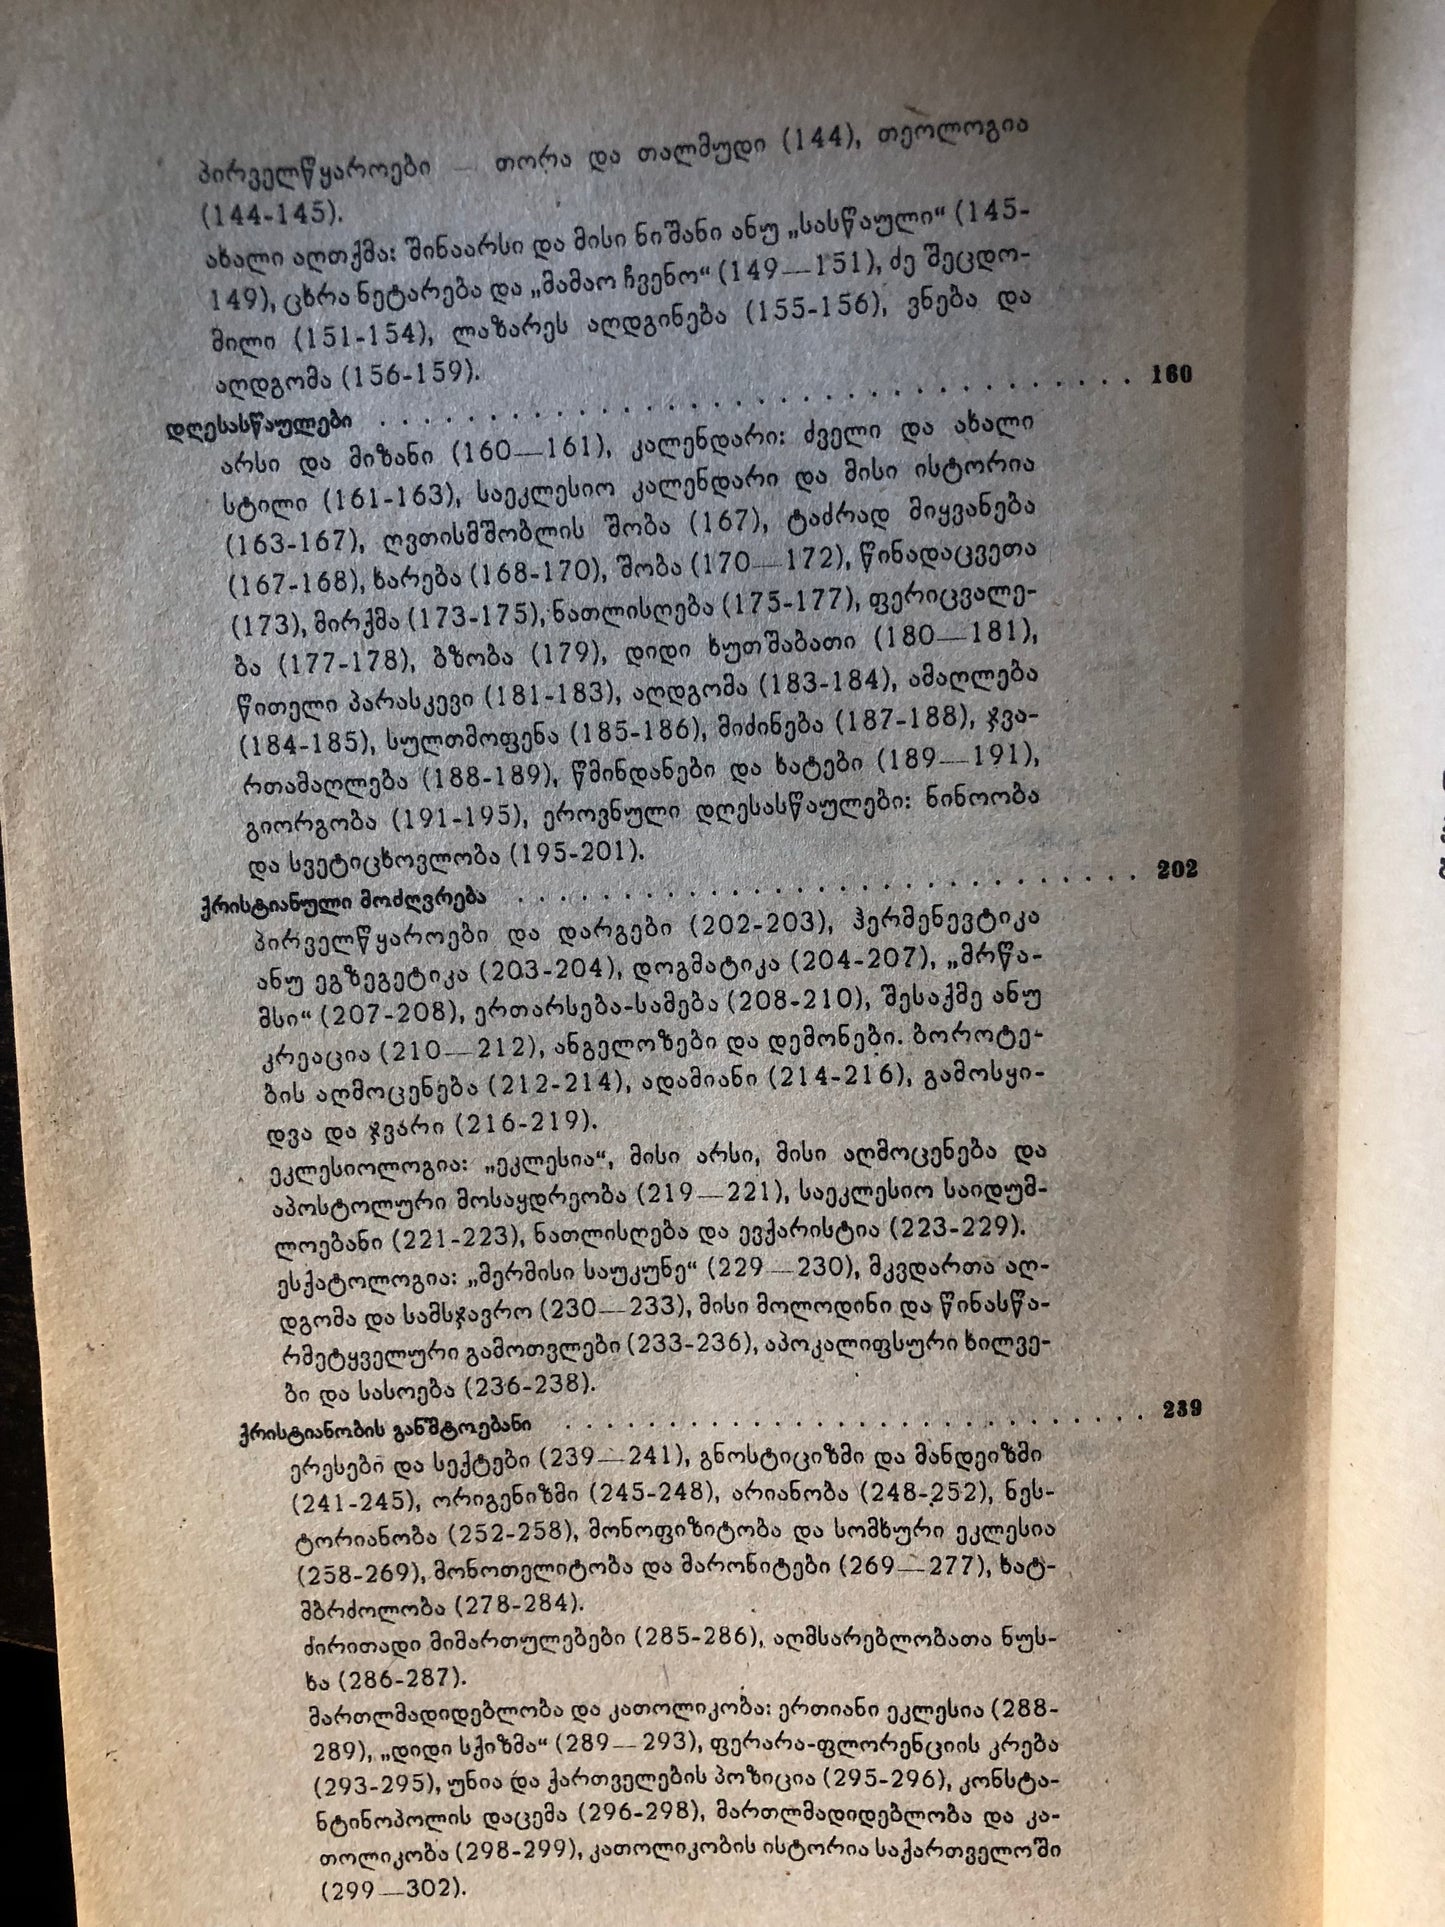 პირველწყაროები — თორა და თალმუდი (144), თეოლოგია
(144-145).
ახალი აღთქმა: შინაარსი და მისი ნიშანი ანუ „სასწაული“ (145-
149), ცხრა ნეტარება და „მამაო ჩვენო“ (149—151), ძე შეცდო-
მილი (151-154), ლაზარეს აღდგინება (155-156), ვნება და
აღდგომა (156-159).
დღესასწაულები . . . . . . . . . . . . . . . . . . . . . . . . . . . . . . . . . . . . 160
არსი და მიზანი (160—161), კალენდარი: ძველი და ახალი
სტილი (161-163), საეკლესიო კალენდარი და მისი ისტორია
(163-167), ღვთისმშობლის შობა (167), ტაძრად მიყვანება
(167-168), ხარება (168-170), შობა (170—172), წინადაცვეთა
(173), მირქმა (173-175), ნათლისღება (175-177), ფერიცვალე-
ბა (177-178), ბზობა (179), დიდი ხუთშაბათი (180—181),
წითელი პარასკევი (181-183), აღდგომა (183-184), ამაღლება
(184-185), სულთმოფენა (185-186), მიძინება (187-188), ჯვა-
რთამაღლება (188-189), წმინდანები და ხატები (189—191),
გიორგობა (191-195), ეროვნული დღესასწაულები: ნინოობა
და სვეტიცხოვლობა (195-201).
ქრისტიანული მოძღვრება . . . . . . . . . . . . . . . . . . . . . . . . . . . . . . 202
პირველწყაროები და დარგები (202-203), ჰერმენევტიკა
ანუ ეგზეგეტიკა (203-204), დოგმატიკა (204-207), „მრწა-
მსი“ (207-208), ერთარსება-სამება (208-210), შესაქმე ანუ
კრეაცია (210—212), ანგელოზები და დემონები. ბოროტე-
ბის აღმოცენება (212-214), ადამიანი (214-216), გამოსყი-
დვა და ჯვარი (216-219).
ეკლესიოლოგია: „ეკლესია“, მისი არსი, მისი აღმოცენება და
აპოსტოლური მოსაყდრეობა (219—221), საეკლესიო საიდუმ-
ლოებანი (221-223), ნათლისღება და ევქარისტია (223-229).
ესქატოლოგია: „მერმისი საუკუნე“ (229—230), მკვდართა აღ-
დგომა და სამსჯავრო (230—233), მისი მოლოდინი და წინასწა-
რმეტყველური გამოთვლები (233-236), აპოკალიფსური ხილვე-
ბი და სასოება (236-238).
ქრისტიანობის განშტოებანი . . . . . . . . . . . . . . . . . . . . . . . . . . . . 239
ერესები და სექტები (239—241), გნოსტიციზმი და მანდეიზმი
(241-245), ორიგენიზმი (245-248), არიანობა (248-252), ნეს-
ტორიანობა (252-258), მონოფიზიტობა და სომხური ეკლესია
(258-269), მონოთელიტობა და მარონიტები (269—277), ხატ-
მბრძოლობა (278-284).
ძირითადი მიმართულებები (285-286), აღმსარებლობათა ნუს-
ხა (286-287).
მართლმადიდებლობა და კათოლიკობა: ერთიანი ეკლესია (288-
289), „დიდი სქიზმა“ (289—293), ფერარა-ფლორენციის კრება
(293-295), უნია და ქართველების პოზიცია (295-296), კონსტა-
ნტინოპოლის დაცემა (296-298), მართლმადიდებლობა და კა-
თოლიკობა (298-299), კათოლიკობის ისტორია საქართველოში
(299—302).